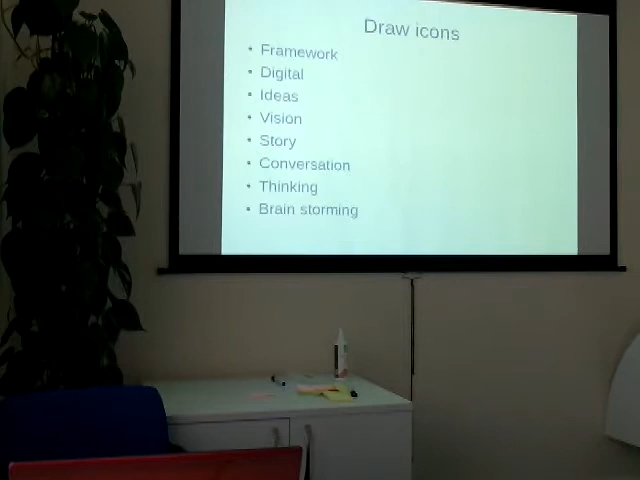 Draw icons
• Framework
• Digital
• Ideas
• Vision
• Story
• Conversation
• Thinking
• Brain storming